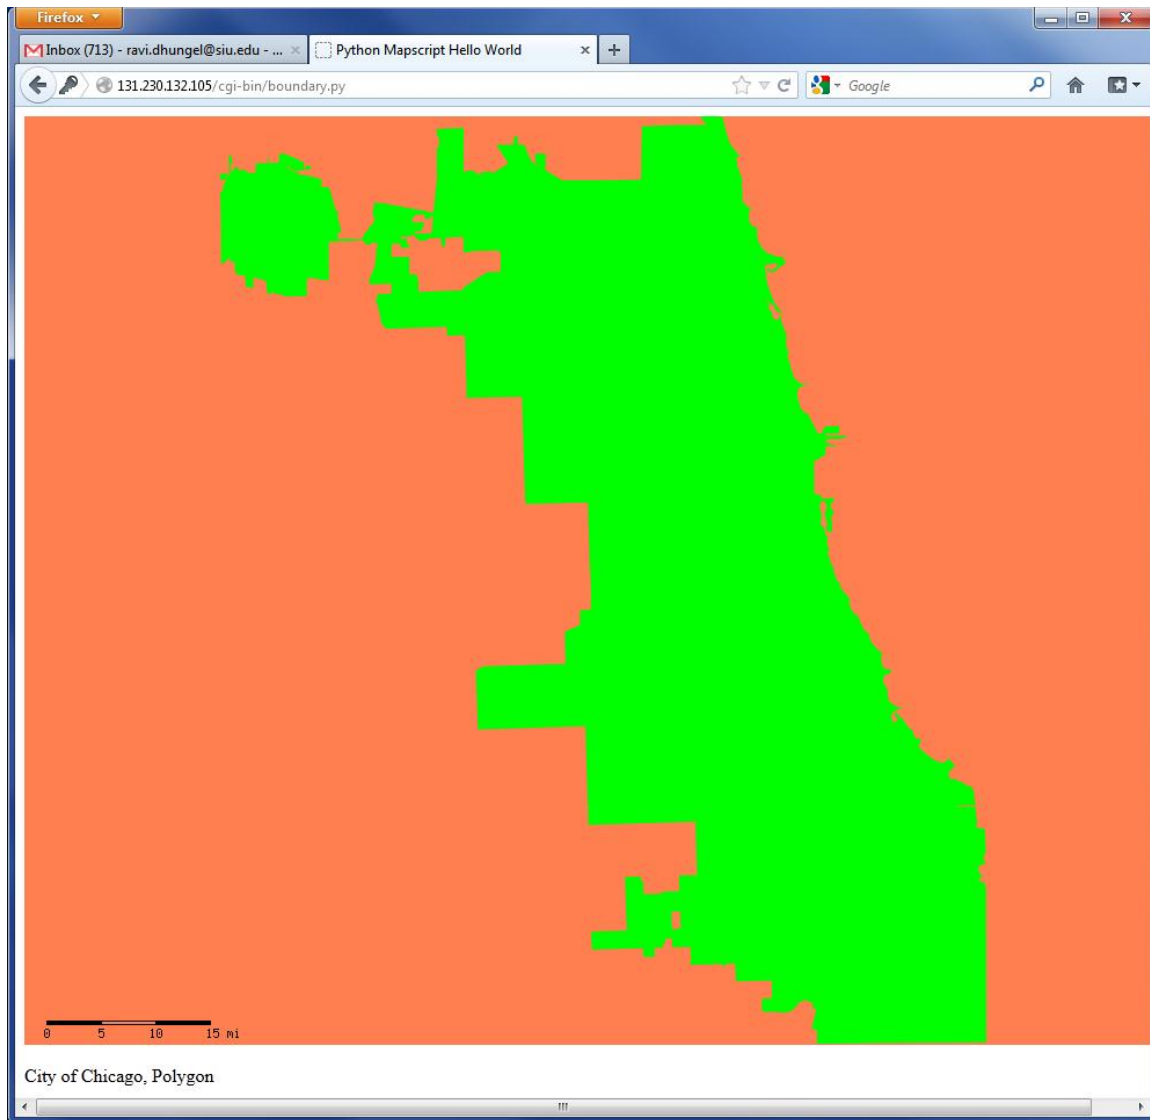 Firefox
Inbox (713) - ravi.dhungel@siu.edu - ...
Python Mapscript Hello World
131.230.132.105/cgi-bin/boundary.py
Google
0 5 10 15 mi
City of Chicago, Polygon